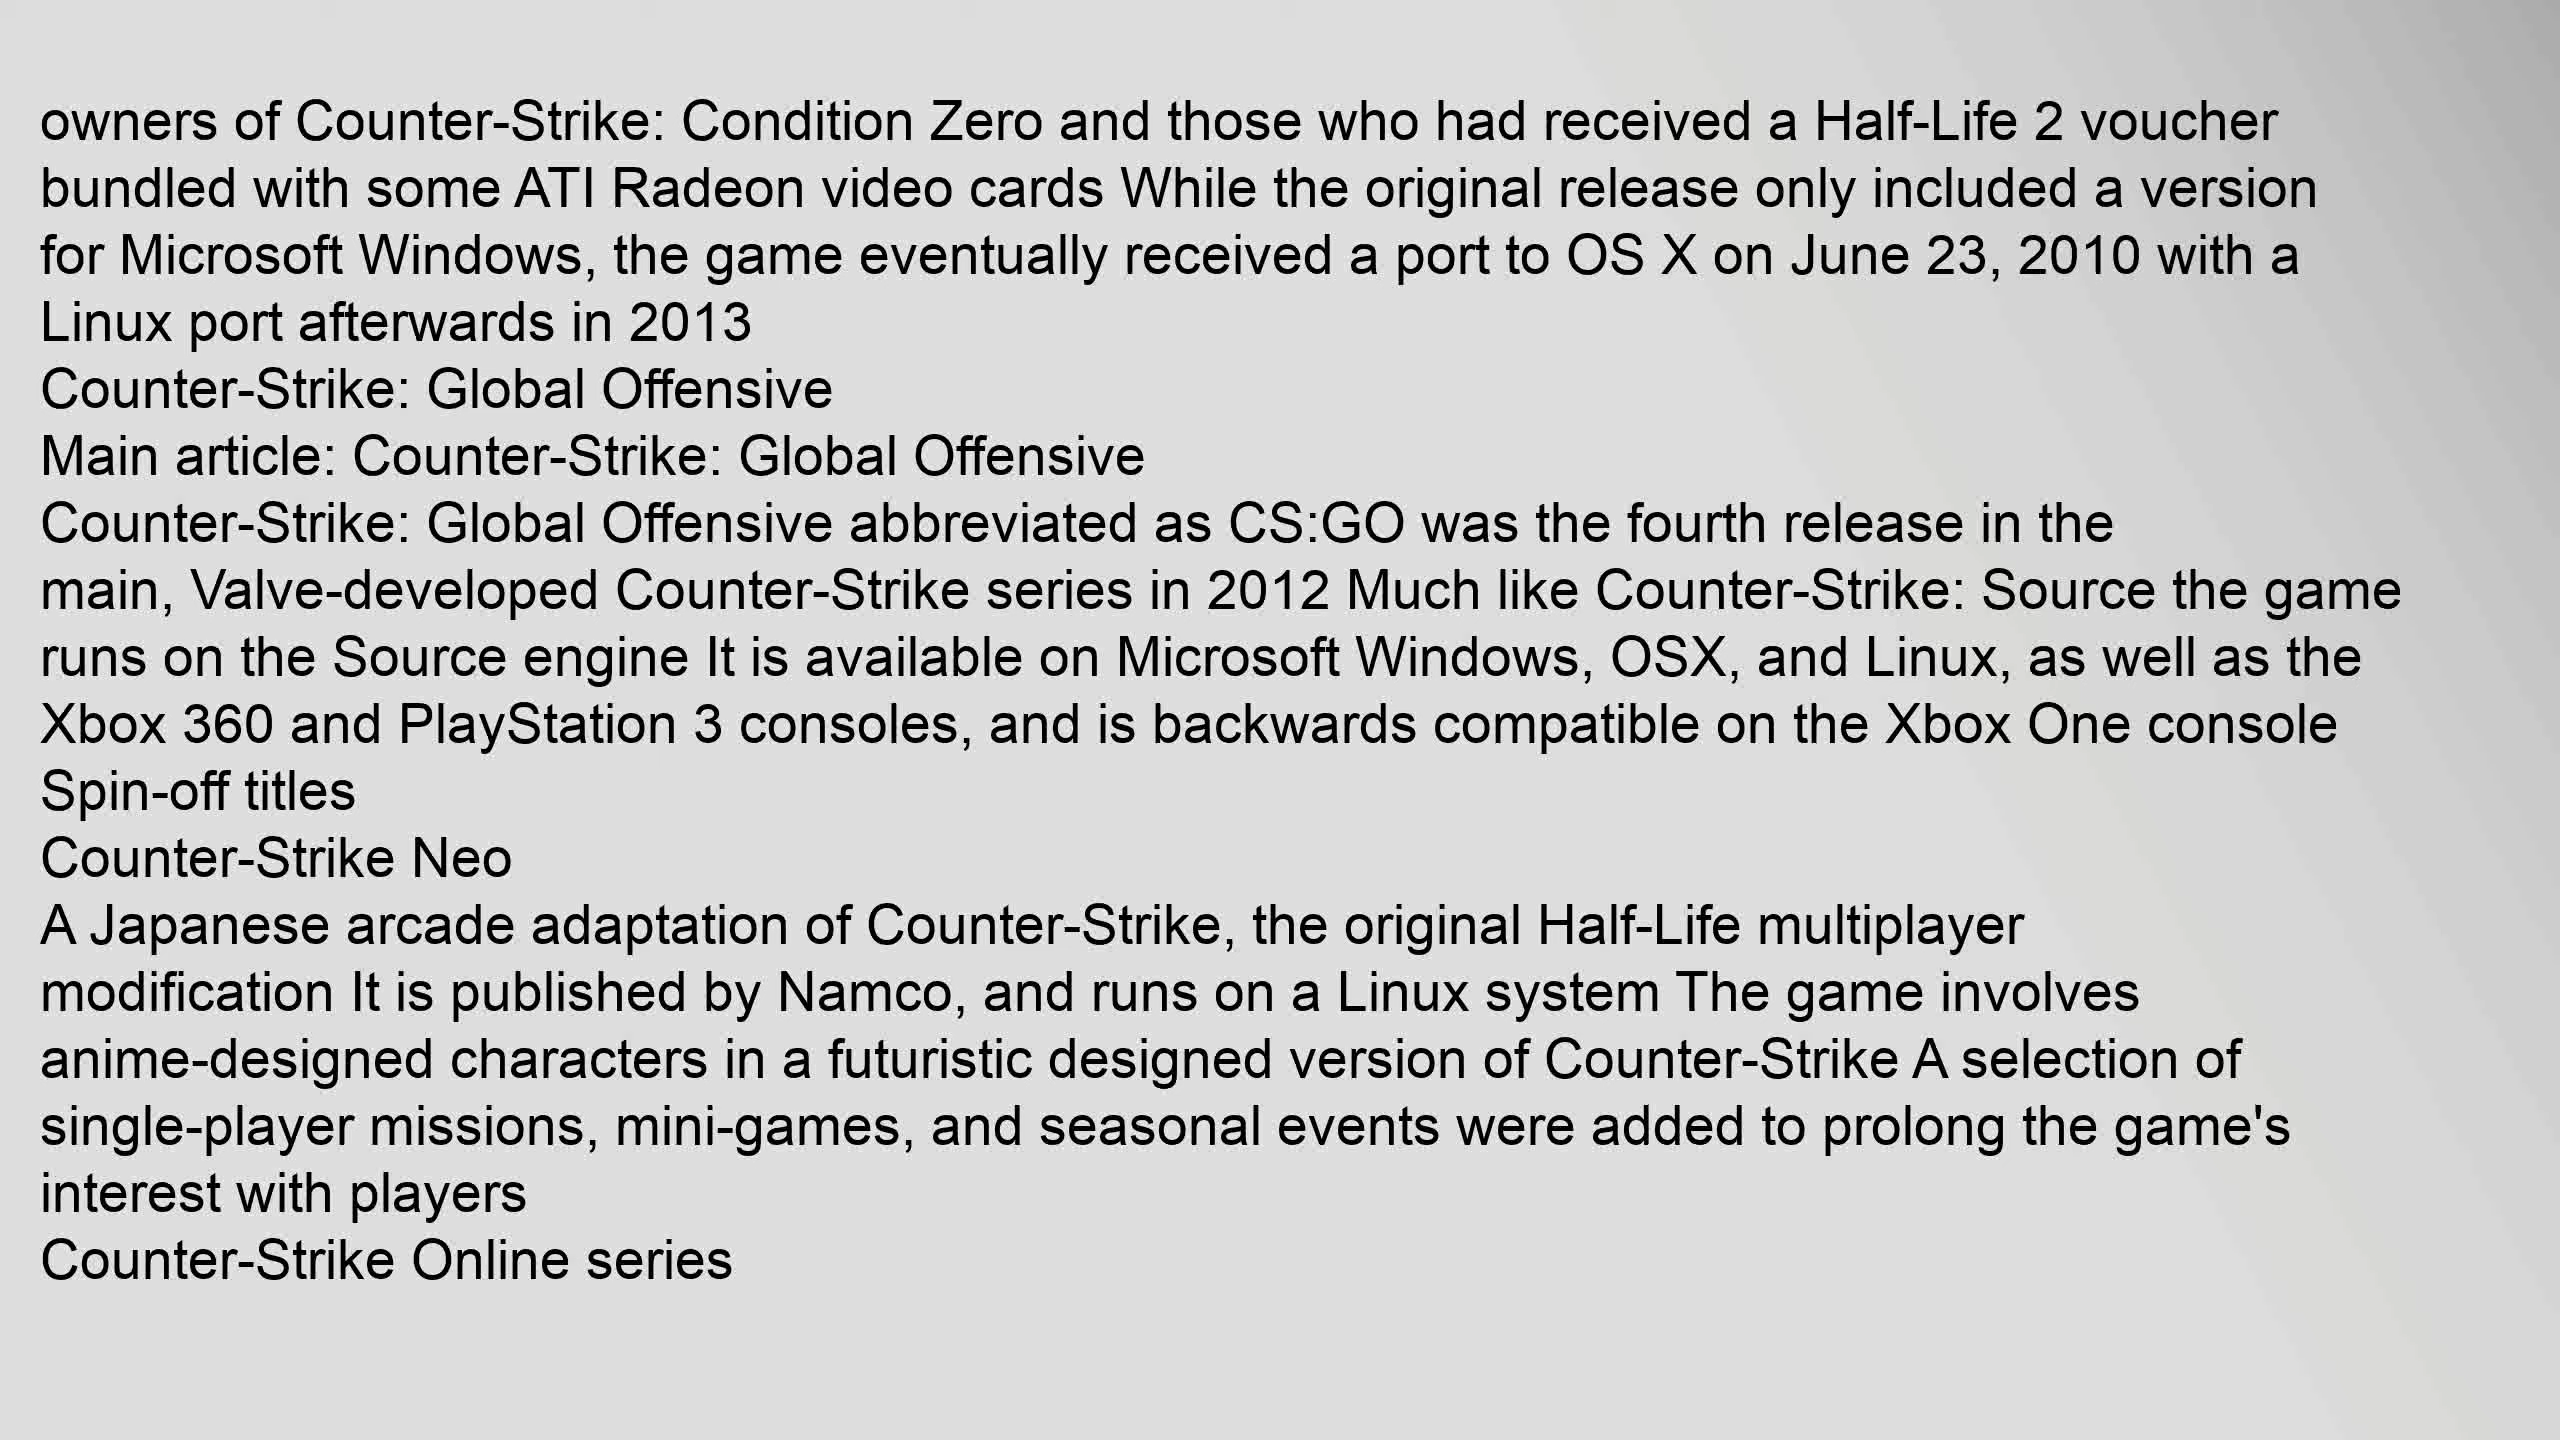 owners of Counter-Strike: Condition Zero and those who had received a Half-Life 2 voucher
bundled with some ATI Radeon video cards While the original release only included a version
for Microsoft Windows, the game eventually received a port to OS X on June 23, 2010 with a
Linux port afterwards in 2013
Counter-Strike: Global Offensive
Main article: Counter-Strike: Global Offensive
Counter-Strike: Global Offensive abbreviated as CS:GO was the fourth release in the
main, Valve-developed Counter-Strike series in 2012 Much like Counter-Strike: Source the game
runs on the Source engine It is available on Microsoft Windows, OSX, and Linux, as well as the
Xbox 360 and PlayStation 3 consoles, and is backwards compatible on the Xbox One console
Spin-off titles
Counter-Strike Neo
A Japanese arcade adaptation of Counter-Strike, the original Half-Life multiplayer
modification It is published by Namco, and runs on a Linux system The game involves
anime-designed characters in a futuristic designed version of Counter-Strike A selection of
single-player missions, mini-games, and seasonal events were added to prolong the game's
interest with players
Counter-Strike Online series